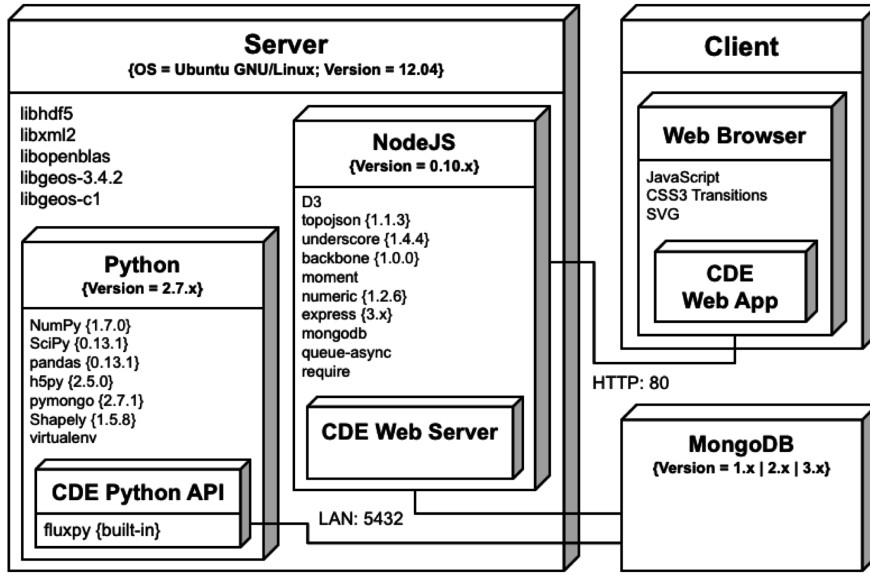 Server
{OS = Ubuntu GNU/Linux; Version = 12.04}
libhdf5
libxml2
libopenblas
libgeos-3.4.2
libgeos-c1
Python
{Version = 2.7.x}
NumPy {1.7.0}
SciPy {0.13.1}
pandas {0.13.1}
h5py {2.5.0}
pymongo {2.7.1}
Shapely {1.5.8}
virtualenv
CDE Python API
fluxpy {built-in}
NodeJS
{Version = 0.10.x}
D3
topojson {1.1.3}
underscore {1.4.4}
backbone {1.0.0}
moment
numeric {1.2.6}
express {3.x}
mongodb
queue-async
require
CDE Web Server
LAN: 5432
Client
Web Browser
JavaScript
CSS3 Transitions
SVG
CDE
Web App
HTTP: 80
MongoDB
{Version = 1.x | 2.x | 3.x}